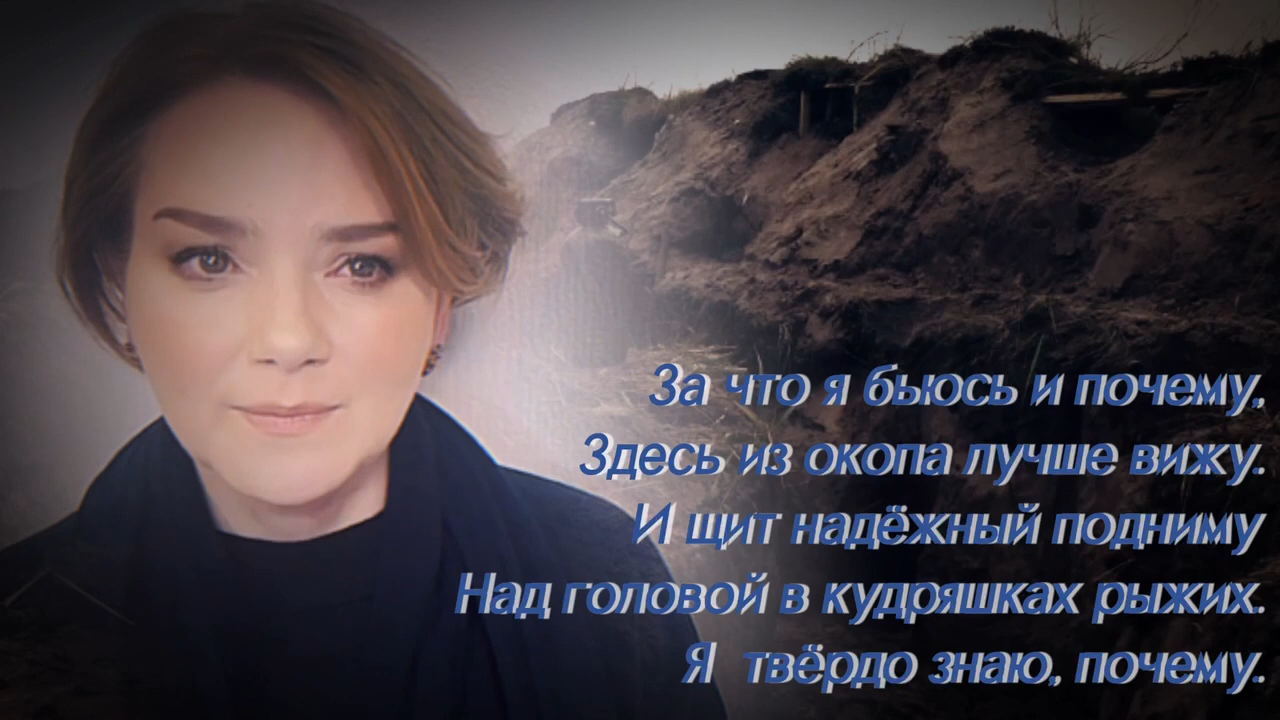 За что я бьюсь и почему,
Здесь из окопа лучше вижу.
И щит надёжный подниму
Над головой в кудряшках рыжих.
Я твёрдо знаю, почему.